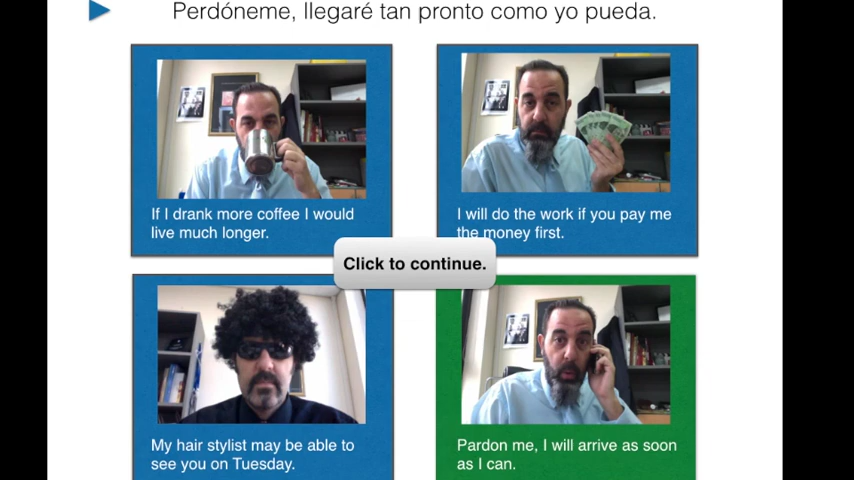 Perdóneme, llegaré tan pronto como yo pueda.
If I drank more coffee I would
live much longer.
I will do the work if you pay me
the money first.
Click to continue.
My hair stylist may be able to
see you on Tuesday.
Pardon me, I will arrive as soon
as I can.